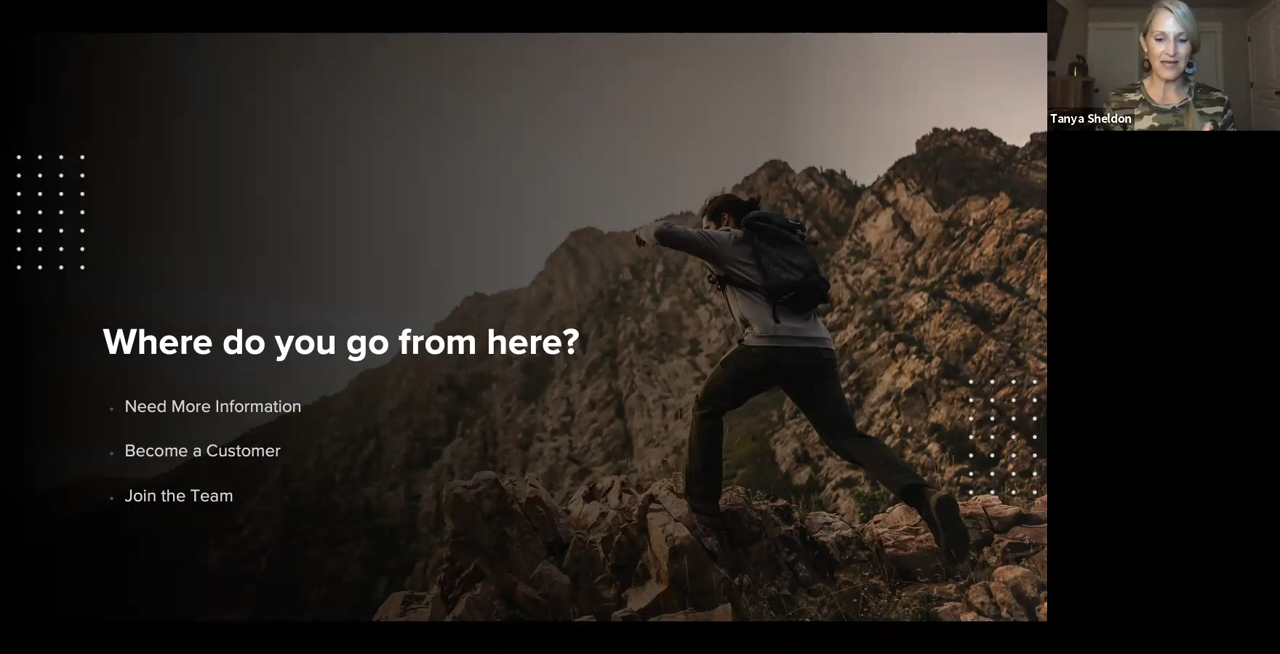 Tanya Sheldon
Where do you go from here?
Need More Information
Become a Customer
Join the Team